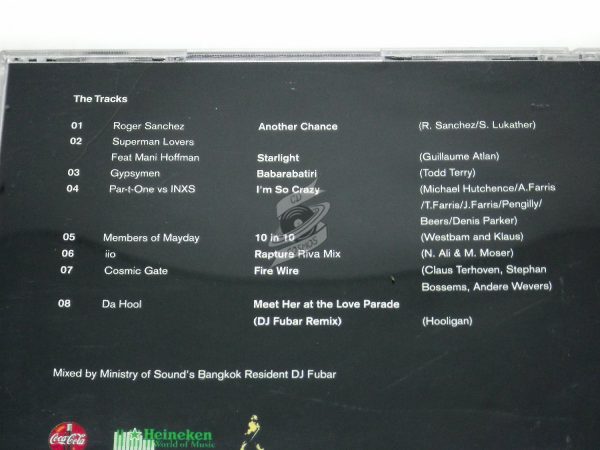 The Tracks
01 Roger Sanchez Another Chance (R. Sanchez/S. Lukather)
02 Superman Lovers
Feat Mani Hoffman Starlight (Guillaume Atlan)
03 Gypsymen Babarabatiri (Todd Terry)
04 Par-t-One vs INXS I'm So Crazy (Michael Hutchence/A.Farris
/T.Farris/J.Farris/Pengilly/
Beers/Denis Parker)
05 Members of Mayday 10 in 10 (Westbam and Klaus)
06 iio Rapture Riva Mix (N. Ali & M. Moser)
07 Cosmic Gate Fire Wire (Claus Terhoven, Stephan
Bossems, Andere Wevers)
08 Da Hool Meet Her at the Love Parade
(DJ Fubar Remix) (Hooligan)
Mixed by Ministry of Sound's Bangkok Resident DJ Fubar
Coca-Cola
Heineken
World of Music
CD